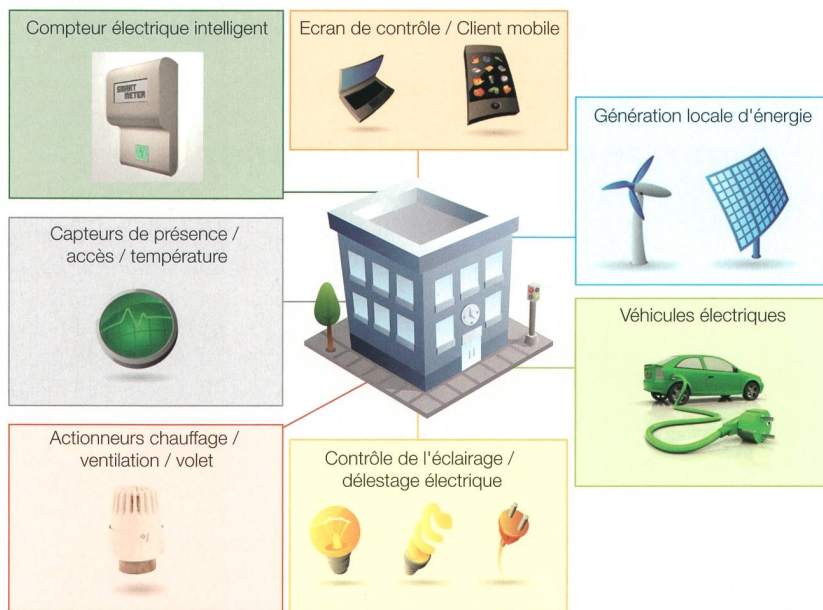 Compteur électrique intelligent
SMART
METER
Ecran de contrôle / Client mobile
Génération locale d'énergie
Capteurs de présence /
accès / température
Véhicules électriques
Actionneurs chauffage /
ventilation / volet
Contrôle de l'éclairage /
délestage électrique